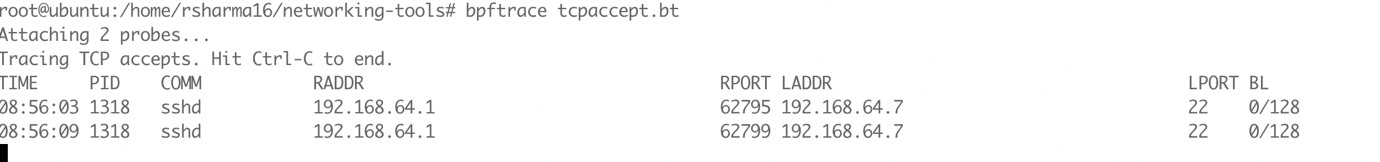 root@ubuntu:/home/rsharma16/networking-tools# bpftrace tcpaccept.bt
Attaching 2 probes...
Tracing TCP accepts. Hit Ctrl-C to end.
TIME     PID    COMM           RADDR                                   RPORT LADDR                                   LPORT BL
08:56:03 1318   sshd           192.168.64.1                            62795 192.168.64.7                            22    0/128
08:56:09 1318   sshd           192.168.64.1                            62799 192.168.64.7                            22    0/128